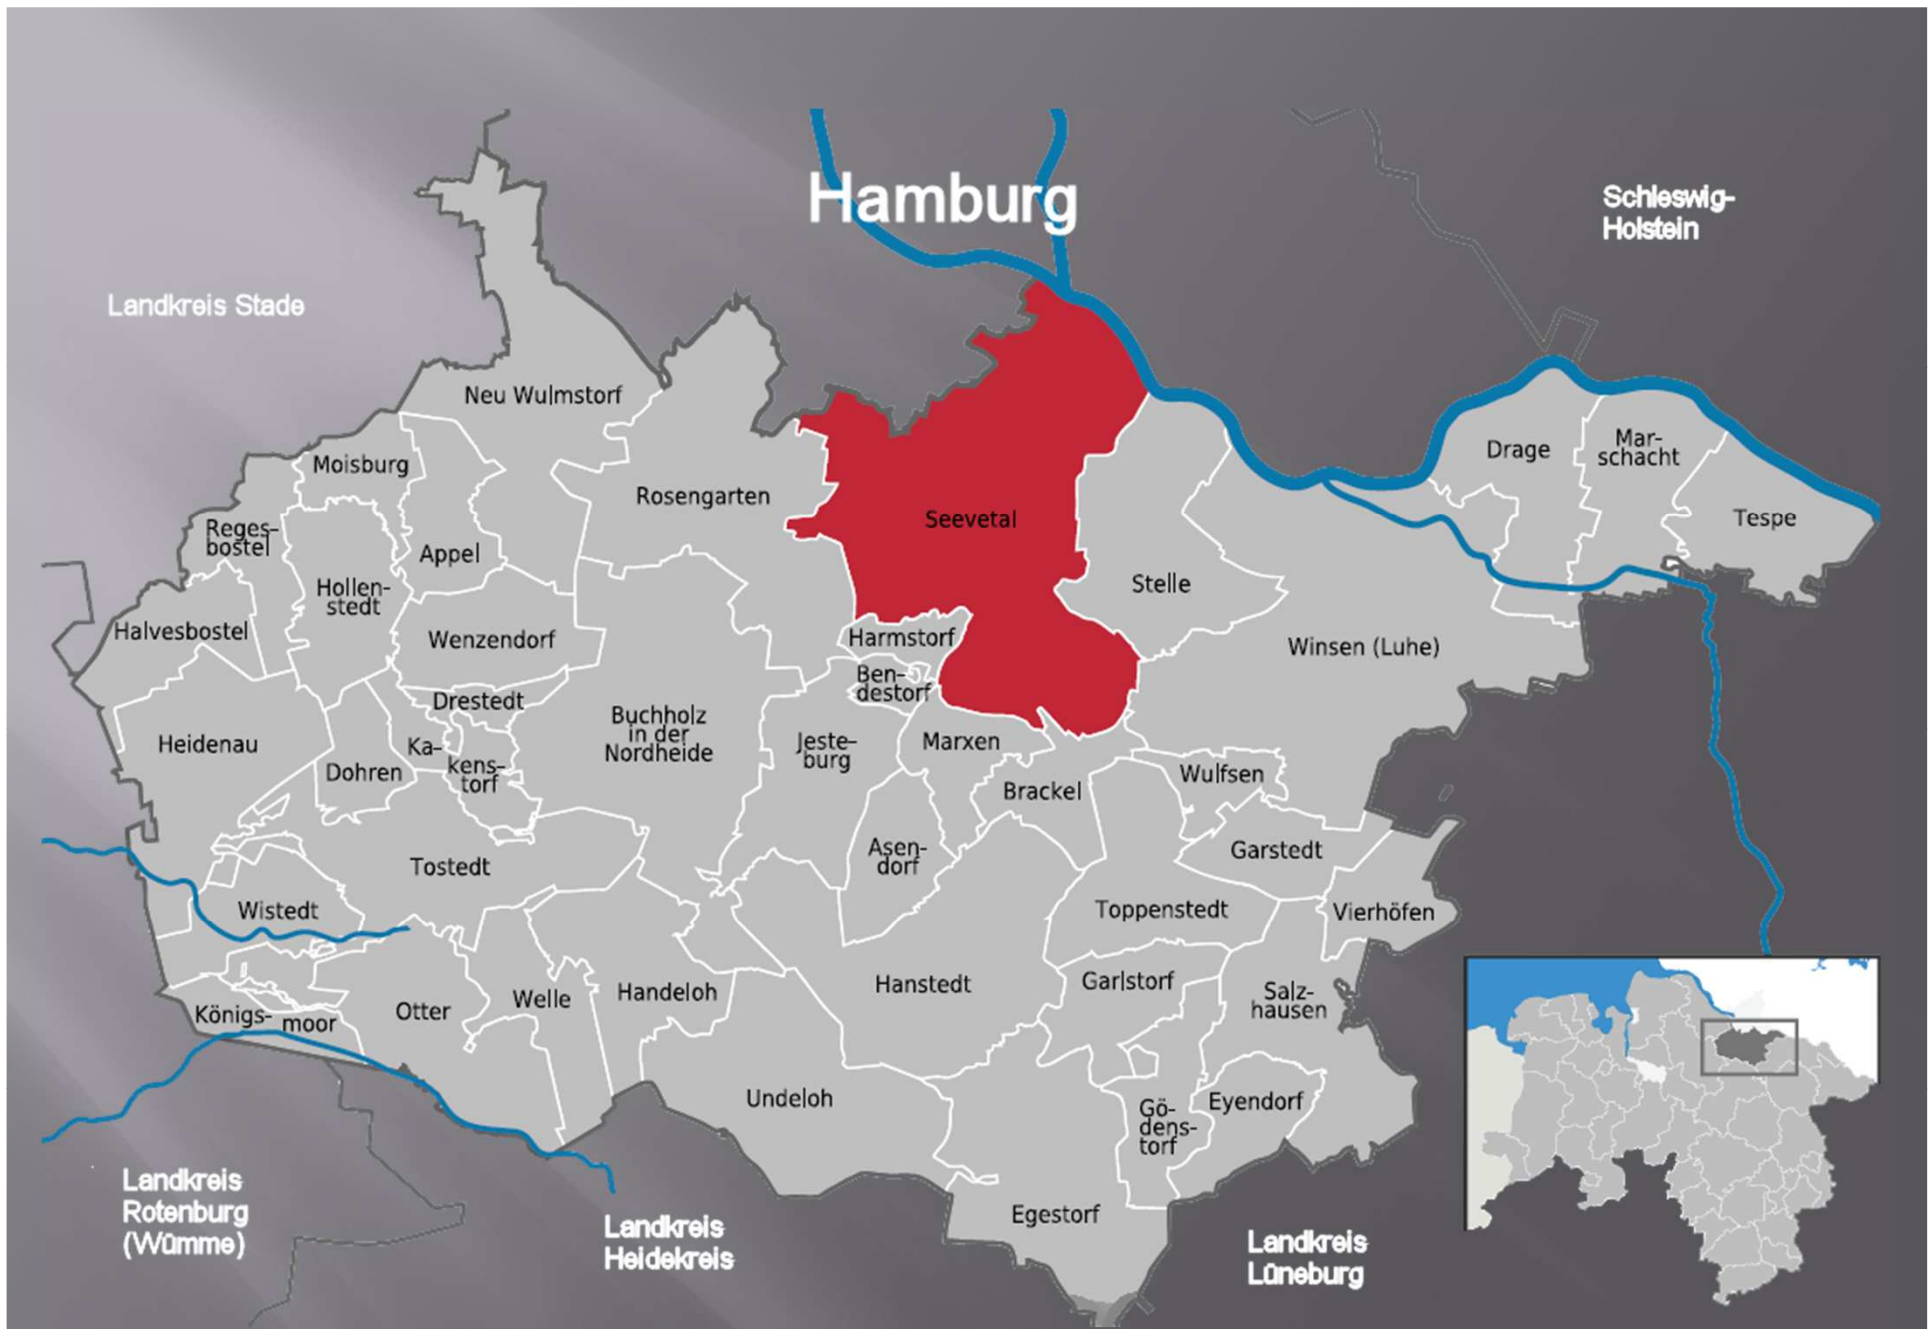 Hamburg
Schleswig-
Holstein
Landkreis Stade
Neu Wulmstorf
Moisburg
Rosengarten
Drage
Mar-
schacht
Tespe
Reges-
bostel
Appel
Seevetal
Hollen-
stedt
Stelle
Halvesbostel
Wenzendorf
Harmstorf
Winsen (Luhe)
Ben-
destorf
Drestedt
Buchholz
in der
Nordheide
Heidenau
Dohren
Ka-
kens-
torf
Jeste-
burg
Marxen
Brackel
Wulfsen
Tostedt
Asen-
dorf
Garstedt
Wistedt
Toppenstedt
Vierhöfen
Königs-
moor
Otter
Welle
Handeloh
Hanstedt
Garlstorf
Salz-
hausen
Undeloh
Gö-
dens-
torf
Eyendorf
Egestorf
Landkreis
Rotenburg
(Wümme)
Landkreis
Heidekreis
Landkreis
Lüneburg